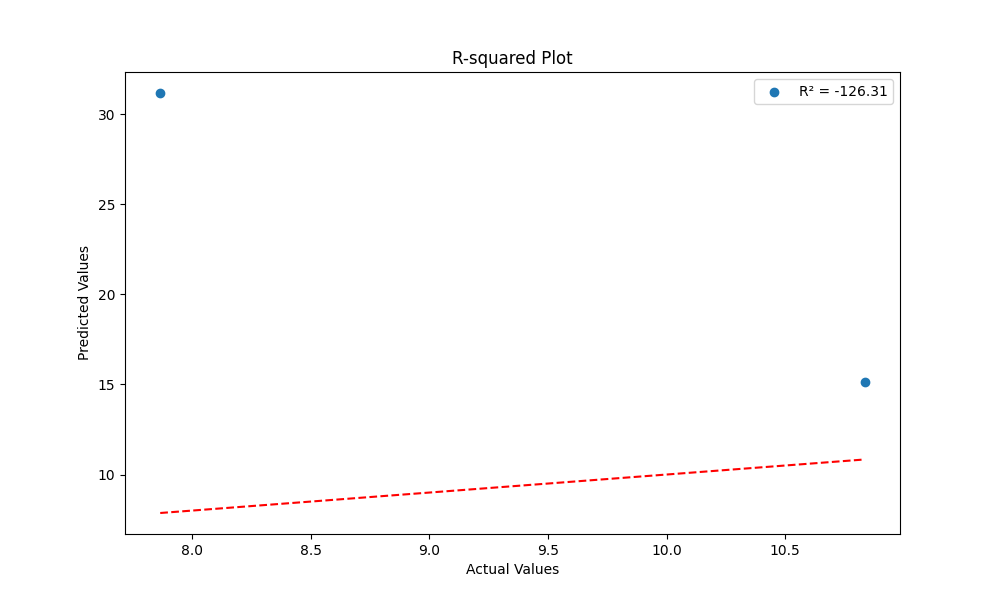 R-squared Plot
R² = -126.31
30
25
20
15
10
Predicted Values
8.0 8.5 9.0 9.5 10.0 10.5
Actual Values